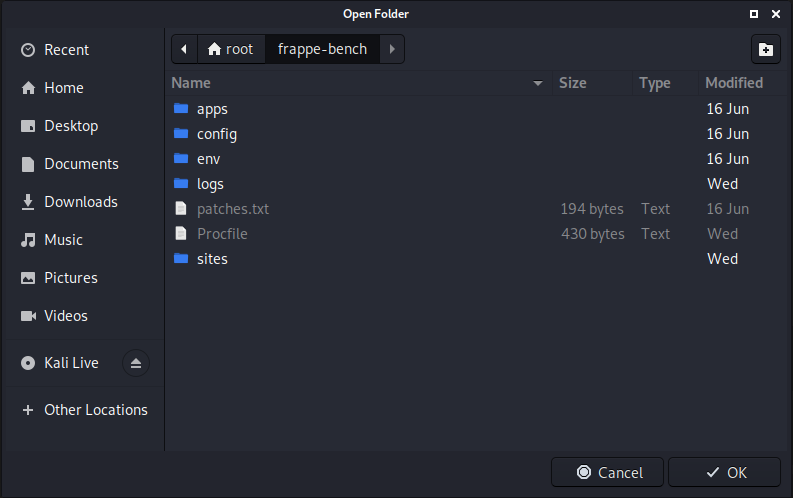 Open Folder
Recent
Home
Desktop
Documents
Downloads
Music
Pictures
Videos
Kali Live
Other Locations
root frappe-bench
Name Size Type Modified
apps 16 Jun
config 16 Jun
env 16 Jun
logs Wed
patches.txt 194 bytes Text 16 Jun
Procfile 430 bytes Text Wed
sites Wed
Cancel OK